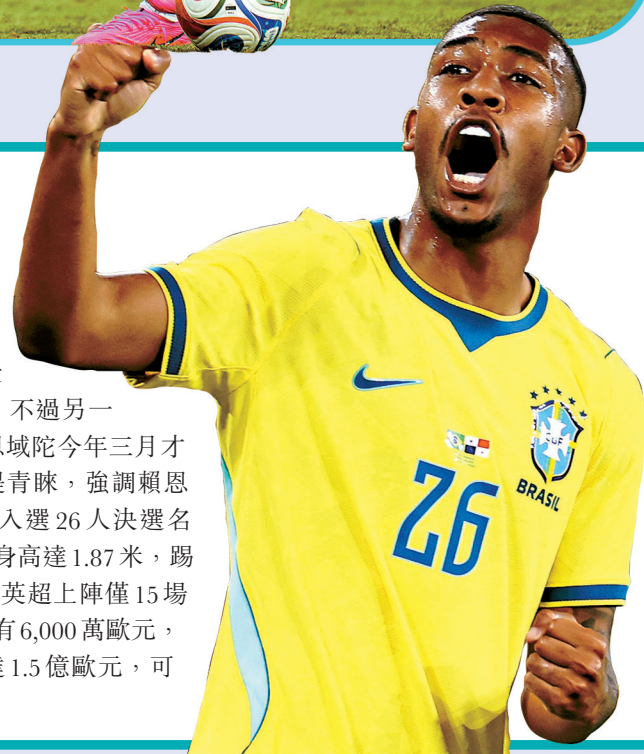 不過另一
域陀今年三月才
青睞，強調賴恩
入選 26 人決選名
身高達 1.87 米，踢
英超上陣僅 15 場
有 6,000 萬歐元，
1.5 億歐元，可
CBF
BRASIL
26